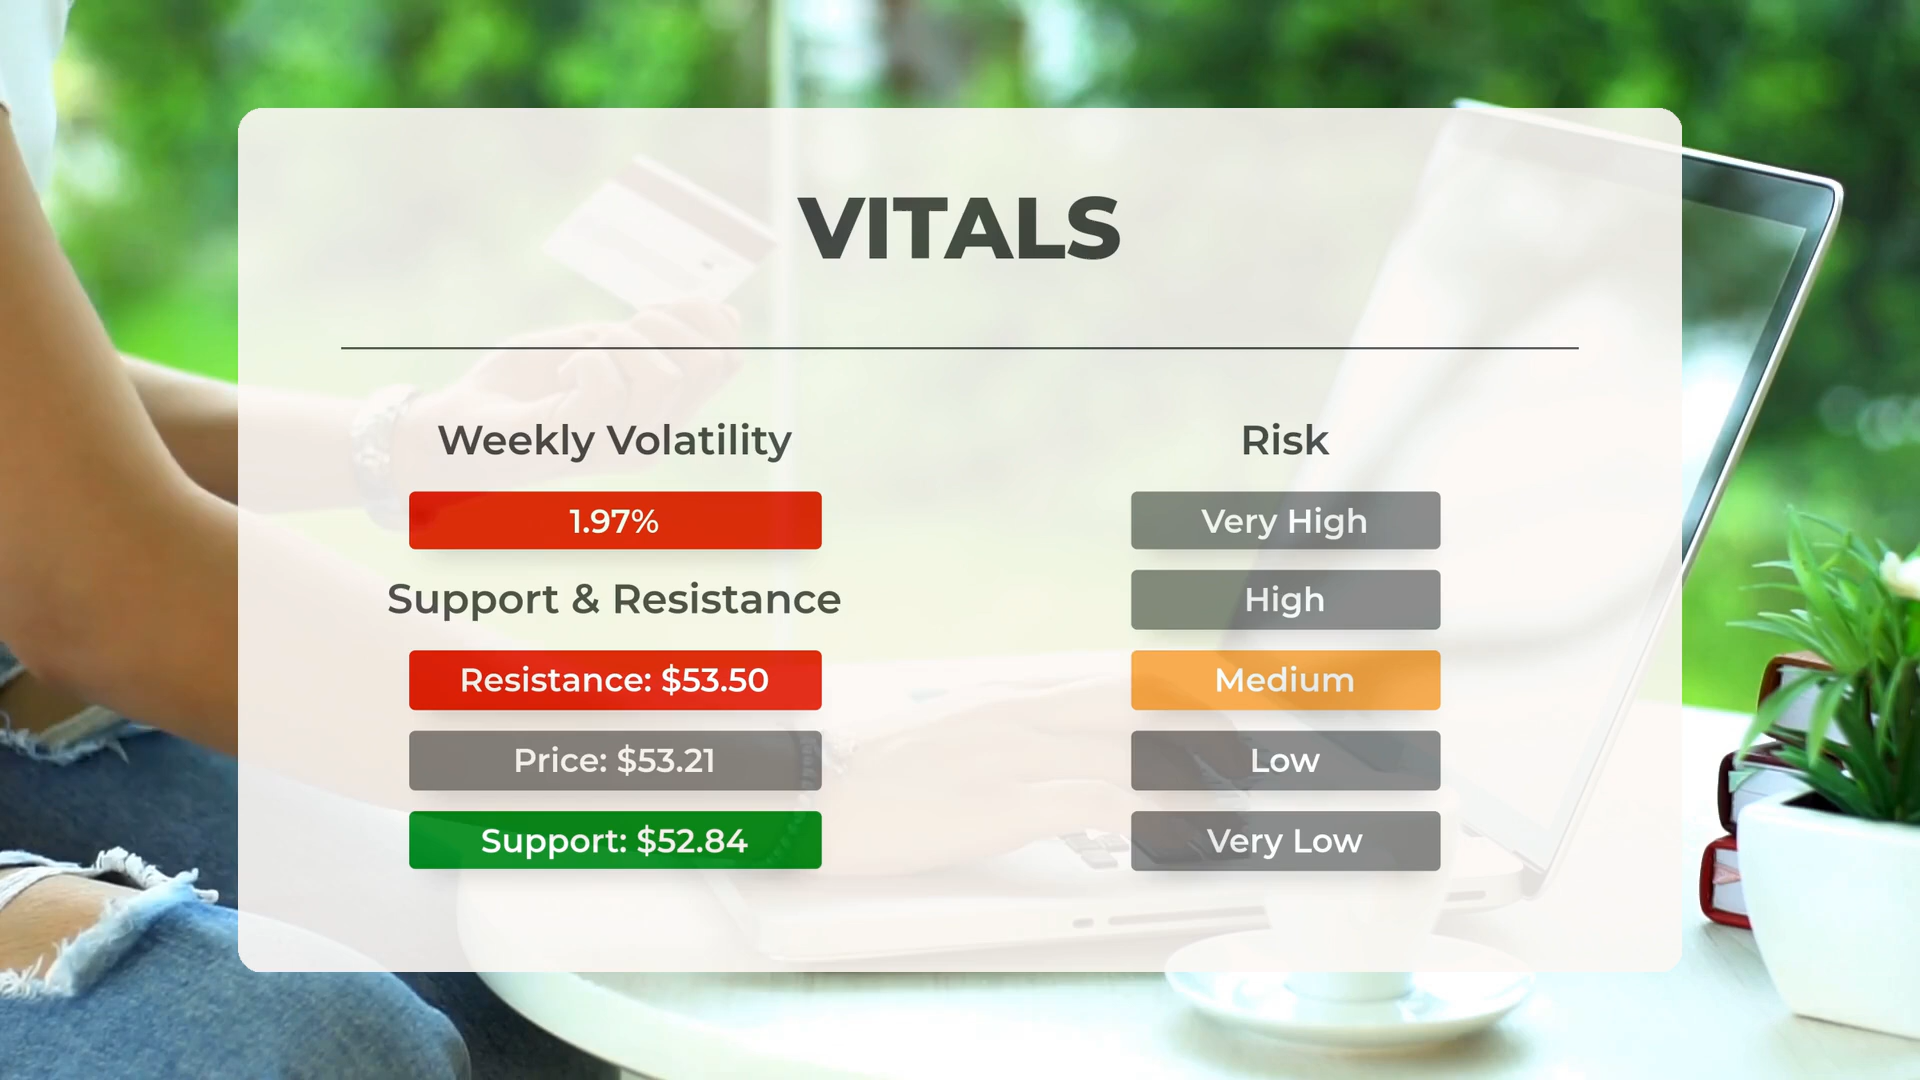 VITALS
Weekly Volatility
1.97%
Support & Resistance
Resistance: $53.50
Price: $53.21
Support: $52.84
Risk
Very High
High
Medium
Low
Very Low